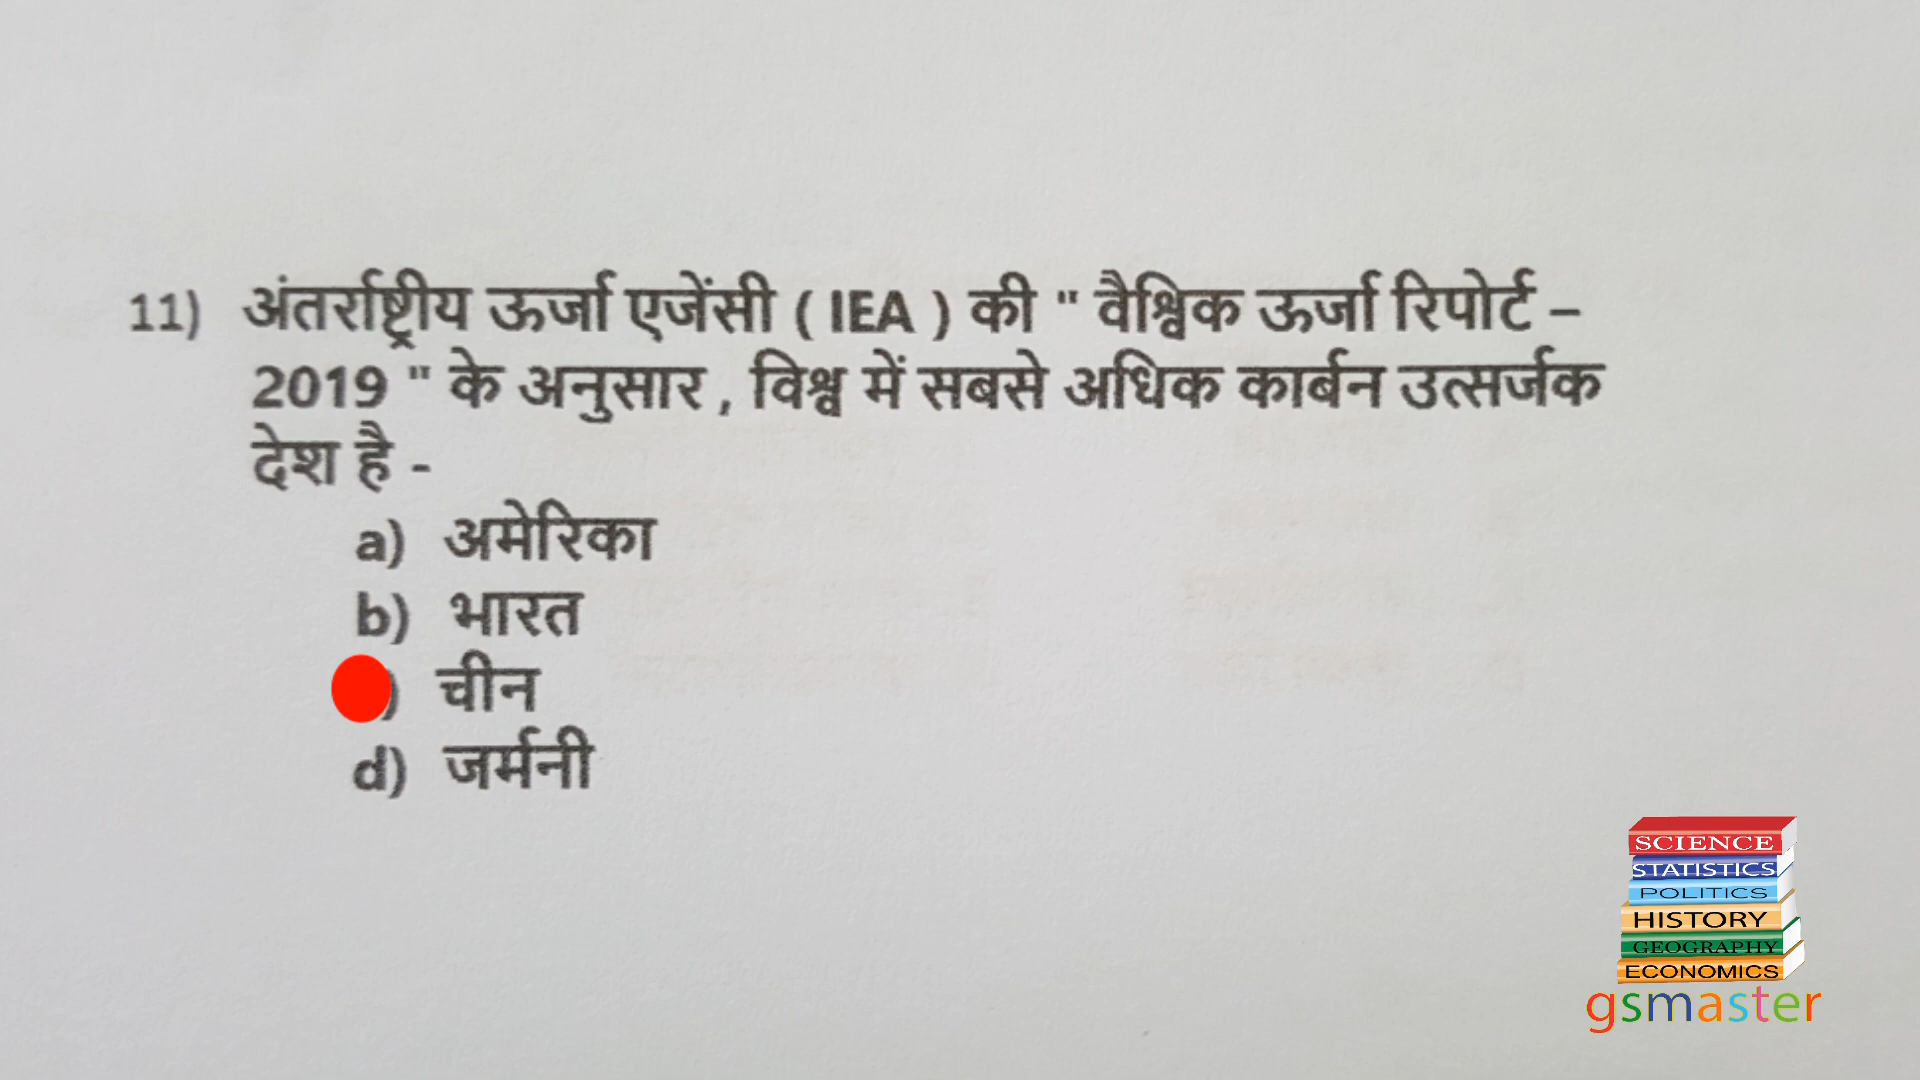 11) अंतर्राष्ट्रीय ऊर्जा एजेंसी ( IEA ) की " वैश्विक ऊर्जा रिपोर्ट –
2019 " के अनुसार , विश्व में सबसे अधिक कार्बन उत्सर्जक
देश है -
a) अमेरिका
b) भारत
) चीन
d) जर्मनी
SCIENCE
STATISTICS
POLITICS
HISTORY
GEOGRAPHY
ECONOMICS
gsmaster